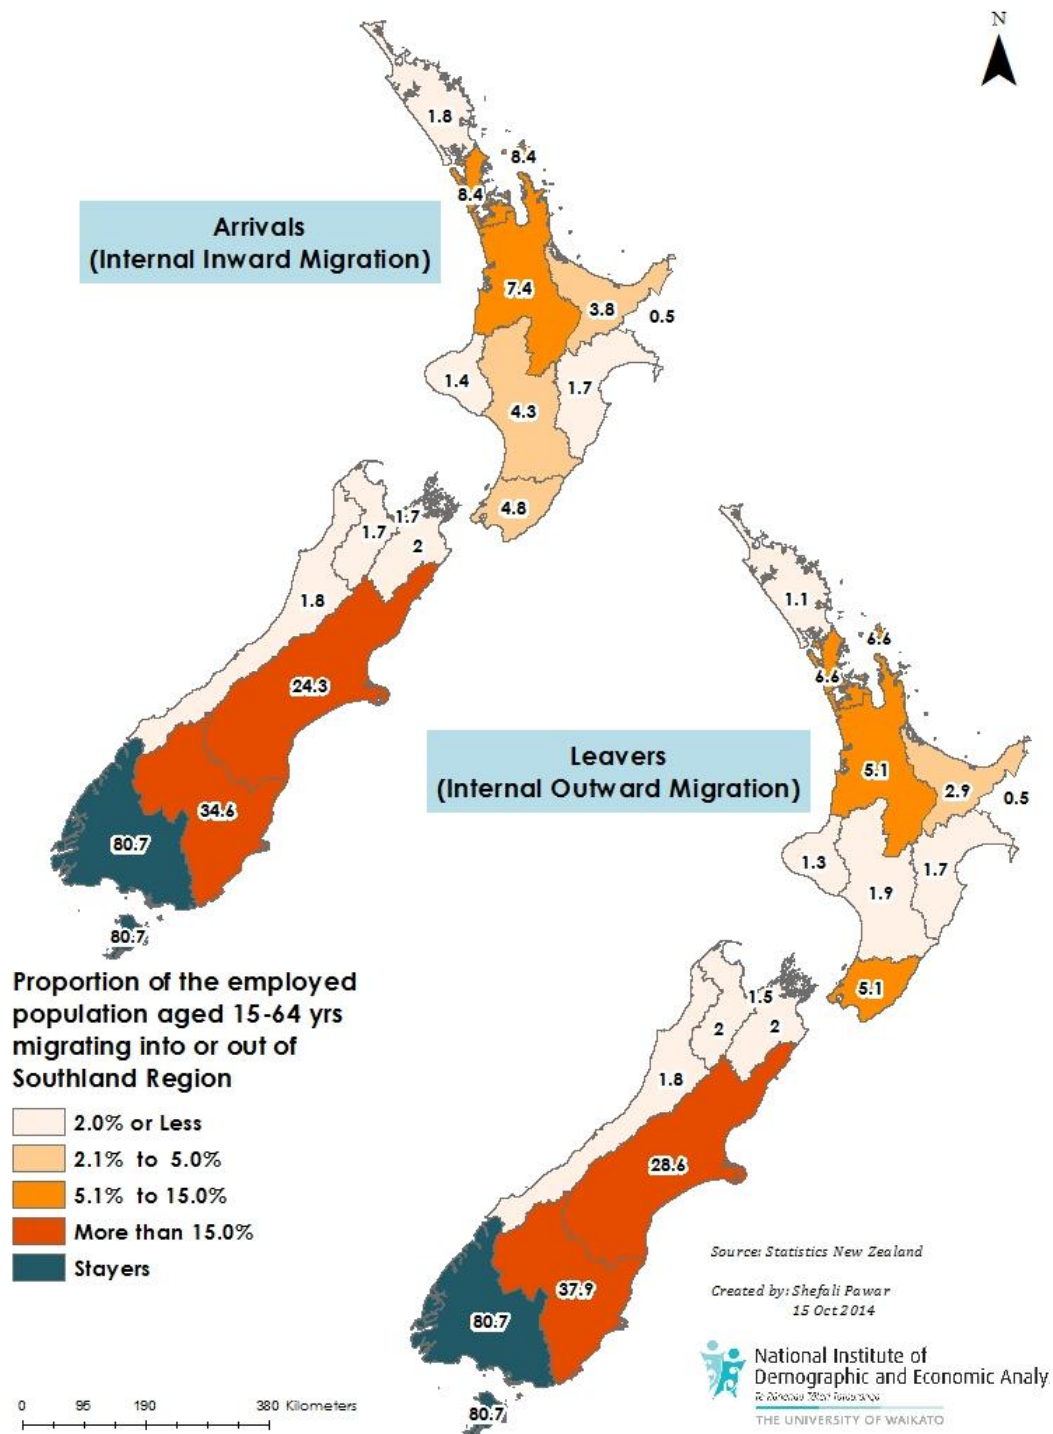 N
1.8
8.4
8.4
Arrivals
(Internal Inward Migration)
7.4
3.8
0.5
1.4
1.7
4.3
4.8
1.7
1.7
2
1.8
24.3
34.6
80.7
80.7
1.1
6.6
6.6
Leavers
(Internal Outward Migration)
5.1
2.9
0.5
1.3
1.7
1.9
5.1
1.5
2
2
1.8
28.6
37.9
80.7
80.7
Proportion of the employed
population aged 15-64 yrs
migrating into or out of
Southland Region
2.0% or Less
2.1% to 5.0%
5.1% to 15.0%
More than 15.0%
Stayers
0 95 190 380 Kilometers
Source: Statistics New Zealand
Created by: Shefali Pawar
15 Oct 2014
National Institute of
Demographic and Economic Analy
THE UNIVERSITY OF WAIKATO